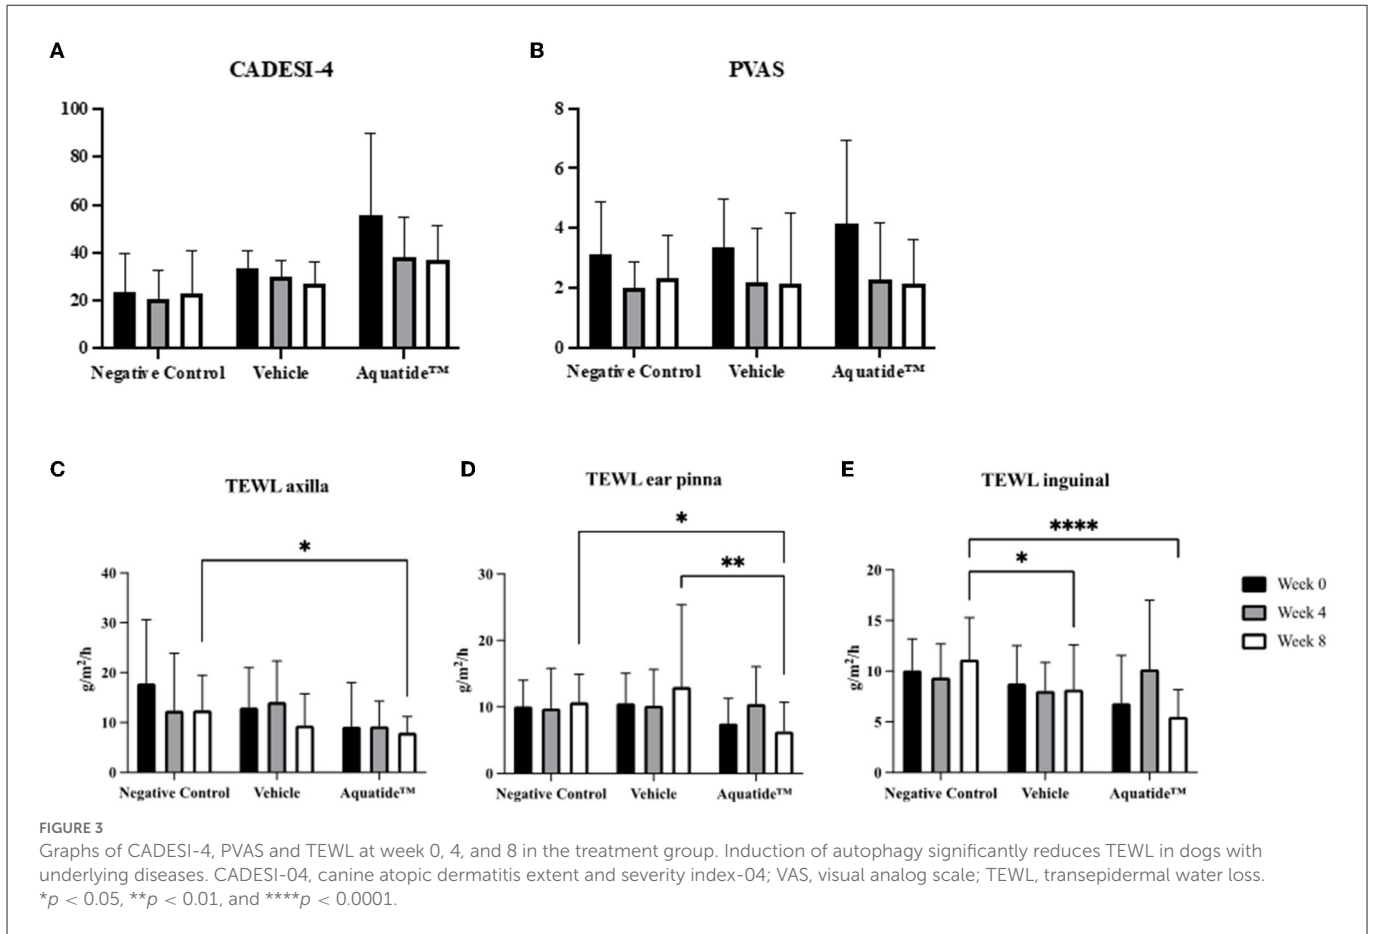 A
CADESI-4
100
80
60
40
20
0
Negative Control Vehicle Aquatide™
B
PVAS
8
6
4
2
0
Negative Control Vehicle Aquatide™
C
TEWL axilla
*
40
30
20
10
0
g/m²/h
Negative Control Vehicle Aquatide™
D
TEWL ear pinna
*
**
30
20
10
0
g/m²/h
Negative Control Vehicle Aquatide™
E
TEWL inguinal
****
*
20
15
10
5
0
g/m²/h
Negative Control Vehicle Aquatide™
Week 0
Week 4
Week 8
FIGURE 3
Graphs of CADESI-4, PVAS and TEWL at week 0, 4, and 8 in the treatment group. Induction of autophagy significantly reduces TEWL in dogs with
underlying diseases. CADESI-04, canine atopic dermatitis extent and severity index-04; VAS, visual analog scale; TEWL, transepidermal water loss.
*p < 0.05, **p < 0.01, and ****p < 0.0001.